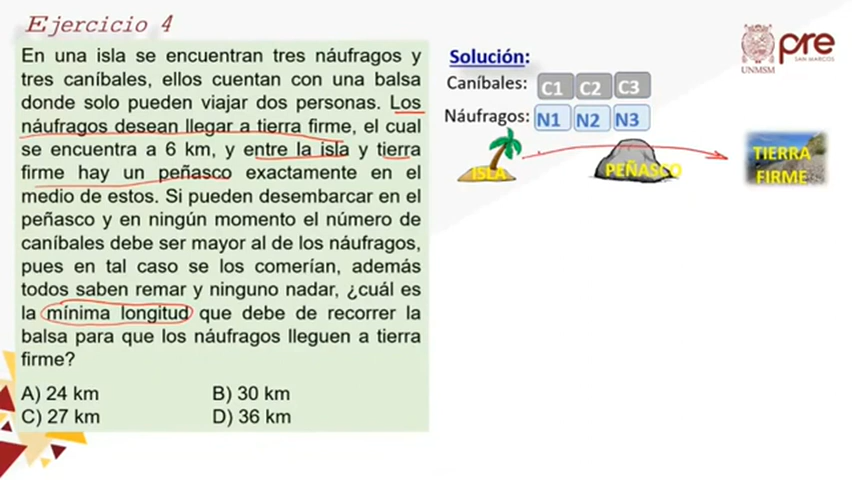 Ejercicio 4
En una isla se encuentran tres náufragos y
tres caníbales, ellos cuentan con una balsa
donde solo pueden viajar dos personas. Los
náufragos desean llegar a tierra firme, el cual
se encuentra a 6 km, y entre la isla y tierra
firme hay un peñasco exactamente en el
medio de estos. Si pueden desembarcar en el
peñasco y en ningún momento el número de
caníbales debe ser mayor al de los náufragos,
pues en tal caso se los comerían, además
todos saben remar y ninguno nadar, ¿cuál es
la mínima longitud que debe de recorrer la
balsa para que los náufragos lleguen a tierra
firme?
A) 24 km B) 30 km
C) 27 km D) 36 km
Solución:
Caníbales: C1 C2 C3
Náufragos: N1 N2 N3
ISLA
PEÑASCO
TIERRA
FIRME
UNMSM
pre
SAN MARCOS